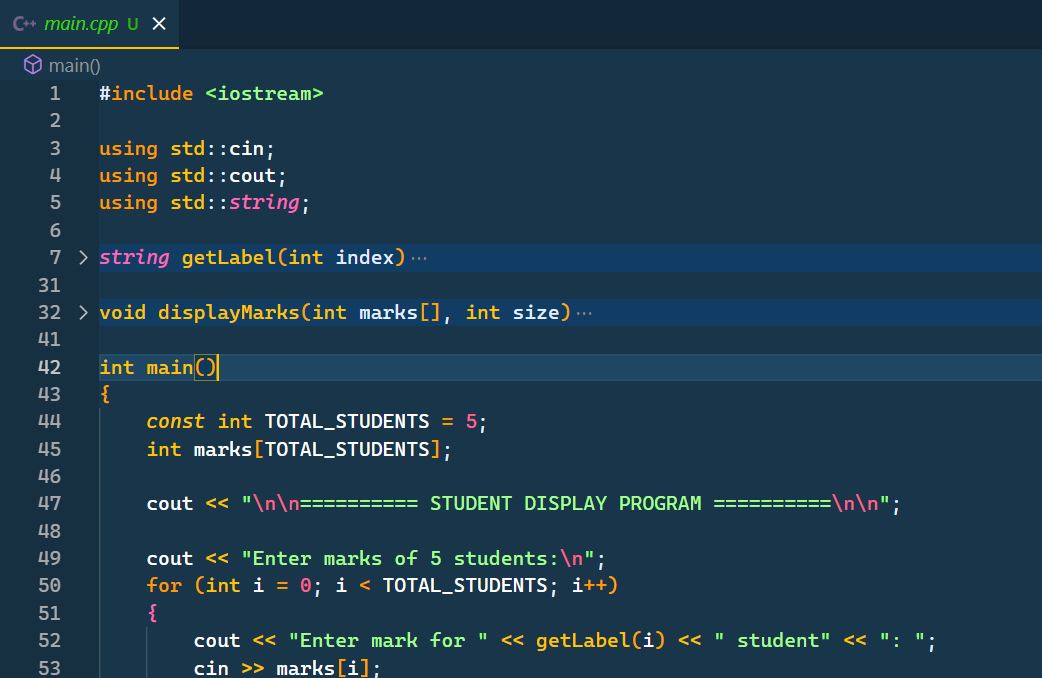 C++ main.cpp U ×
main()
1 #include <iostream>
2
3 using std::cin;
4 using std::cout;
5 using std::string;
6
7 > string getLabel(int index)···
31
32 > void displayMarks(int marks[], int size)···
41
42 int main()
43 {
44 const int TOTAL_STUDENTS = 5;
45 int marks[TOTAL_STUDENTS];
46
47 cout << "\n\n========== STUDENT DISPLAY PROGRAM ==========\n\n";
48
49 cout << "Enter marks of 5 students:\n";
50 for (int i = 0; i < TOTAL_STUDENTS; i++)
51 {
52 cout << "Enter mark for " << getLabel(i) << " student" << ": ";
53 cin >> marks[i];